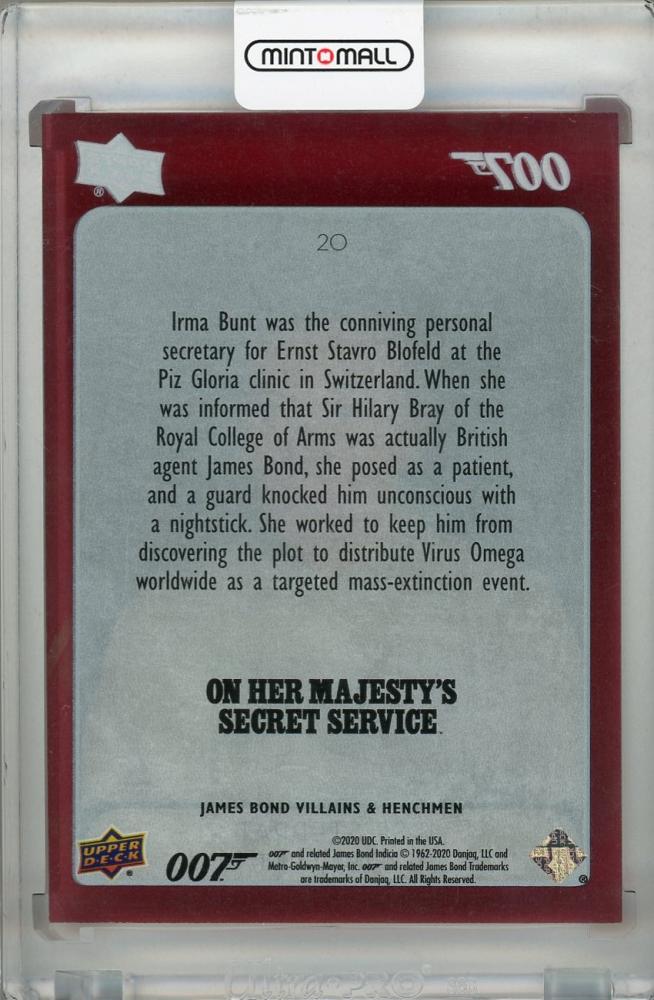 MINT MALL
®
007
20
Irma Bunt was the conniving personal
secretary for Ernst Stavro Blofeld at the
Piz Gloria clinic in Switzerland. When she
was informed that Sir Hilary Bray of the
Royal College of Arms was actually British
agent James Bond, she posed as a patient,
and a guard knocked him unconscious with
a nightstick. She worked to keep him from
discovering the plot to distribute Virus Omega
worldwide as a targeted mass-extinction event.
ON HER MAJESTY'S
SECRET SERVICE™
JAMES BOND VILLAINS & HENCHMEN
UPPER
D·E·C·K
®
007
©2020 UDC. Printed in the USA.
007 and related James Bond Indicia © 1962-2020 Danjaq, LLC and
Metro-Goldwyn-Mayer, Inc. 007 and related James Bond Trademarks
are trademarks of Danjaq, LLC. All Rights Reserved.
®
Ultra·PRO®